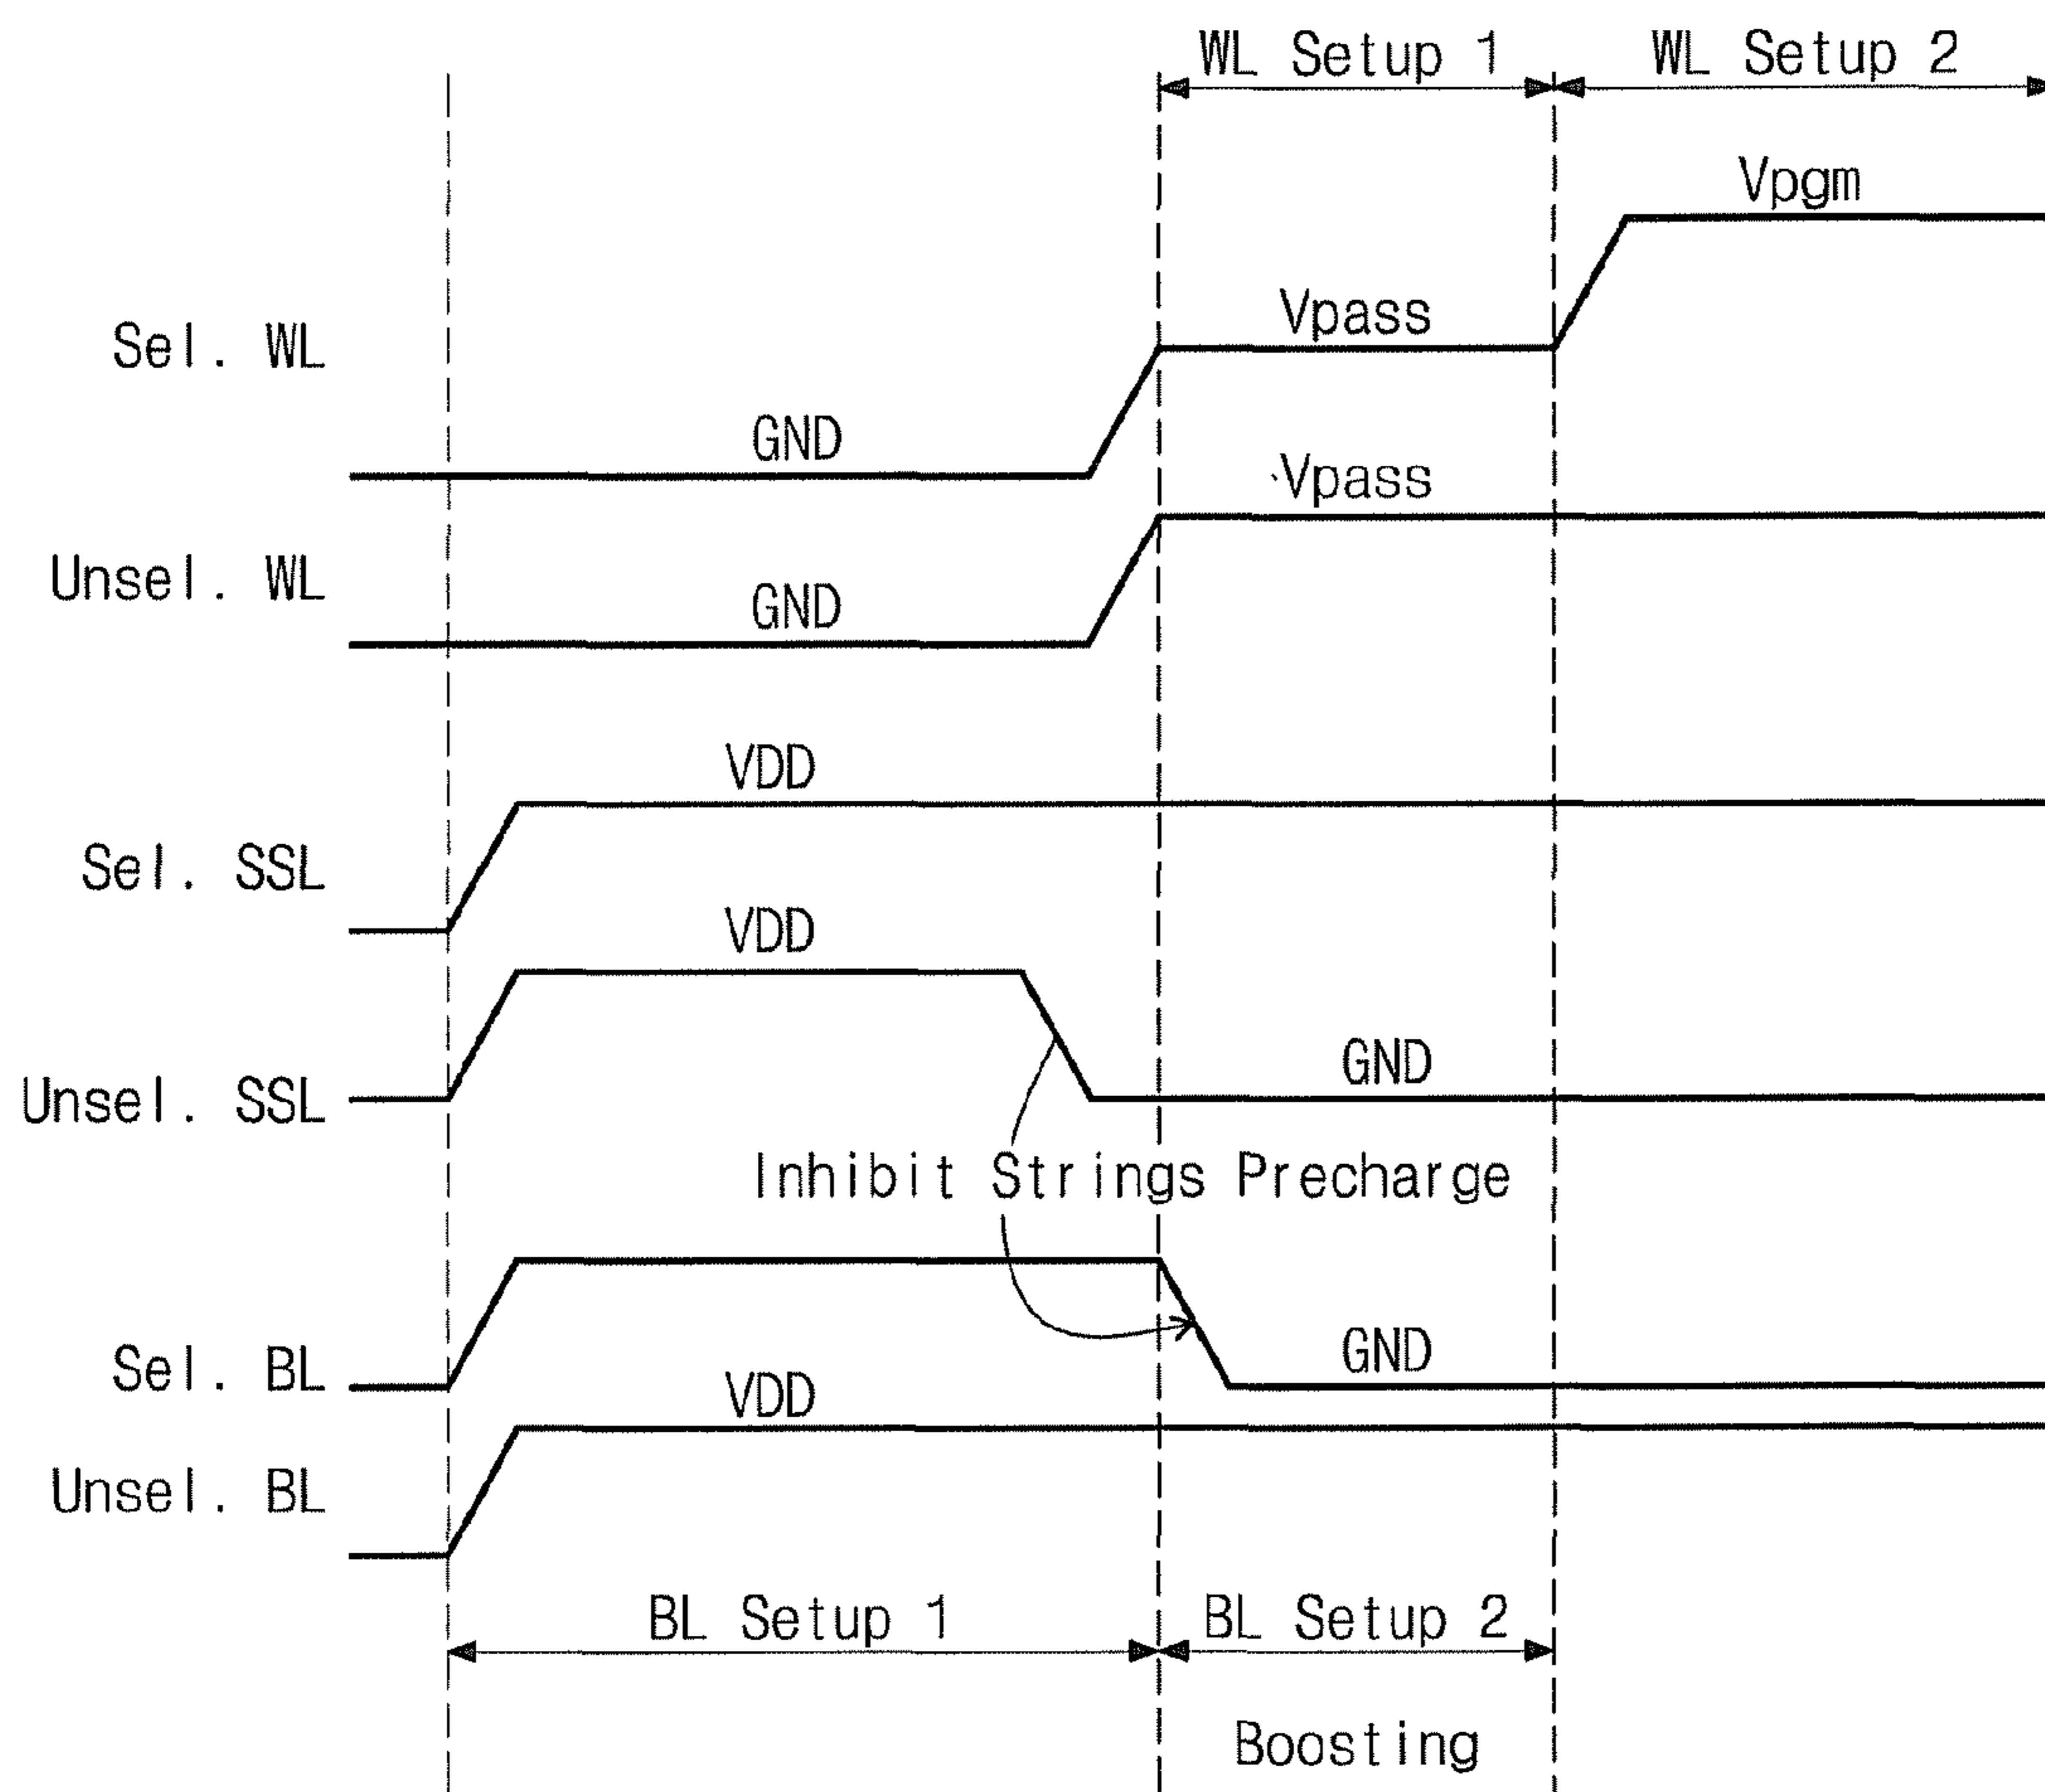 WL Setup 1 WL Setup 2
Vpgm
Vpass
Sel. WL
GND
Vpass
Unsel. WL
GND
VDD
Sel. SSL
VDD
GND
Unsel. SSL
Inhibit Strings Precharge
GND
Sel. BL
VDD
Unsel. BL
BL Setup 1 BL Setup 2
Boosting